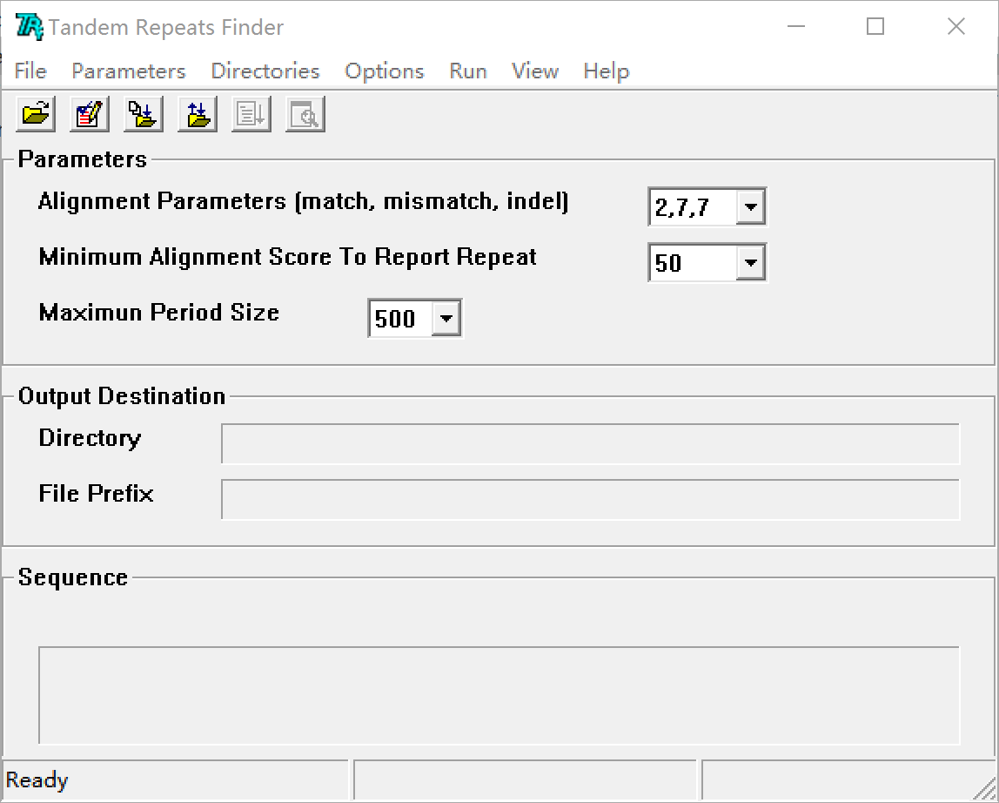 Tandem Repeats Finder
File Parameters Directories Options Run View Help
Parameters
Alignment Parameters (match, mismatch, indel) 2,7,7
Minimum Alignment Score To Report Repeat 50
Maximun Period Size 500
Output Destination
Directory
File Prefix
Sequence
Ready